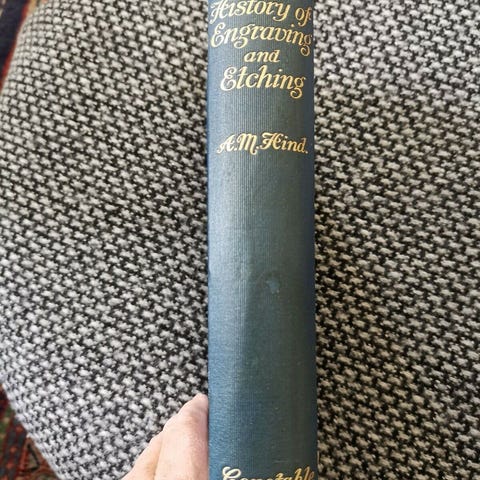 History of
Engraving
and
Etching
A.M.Hind.
Constable